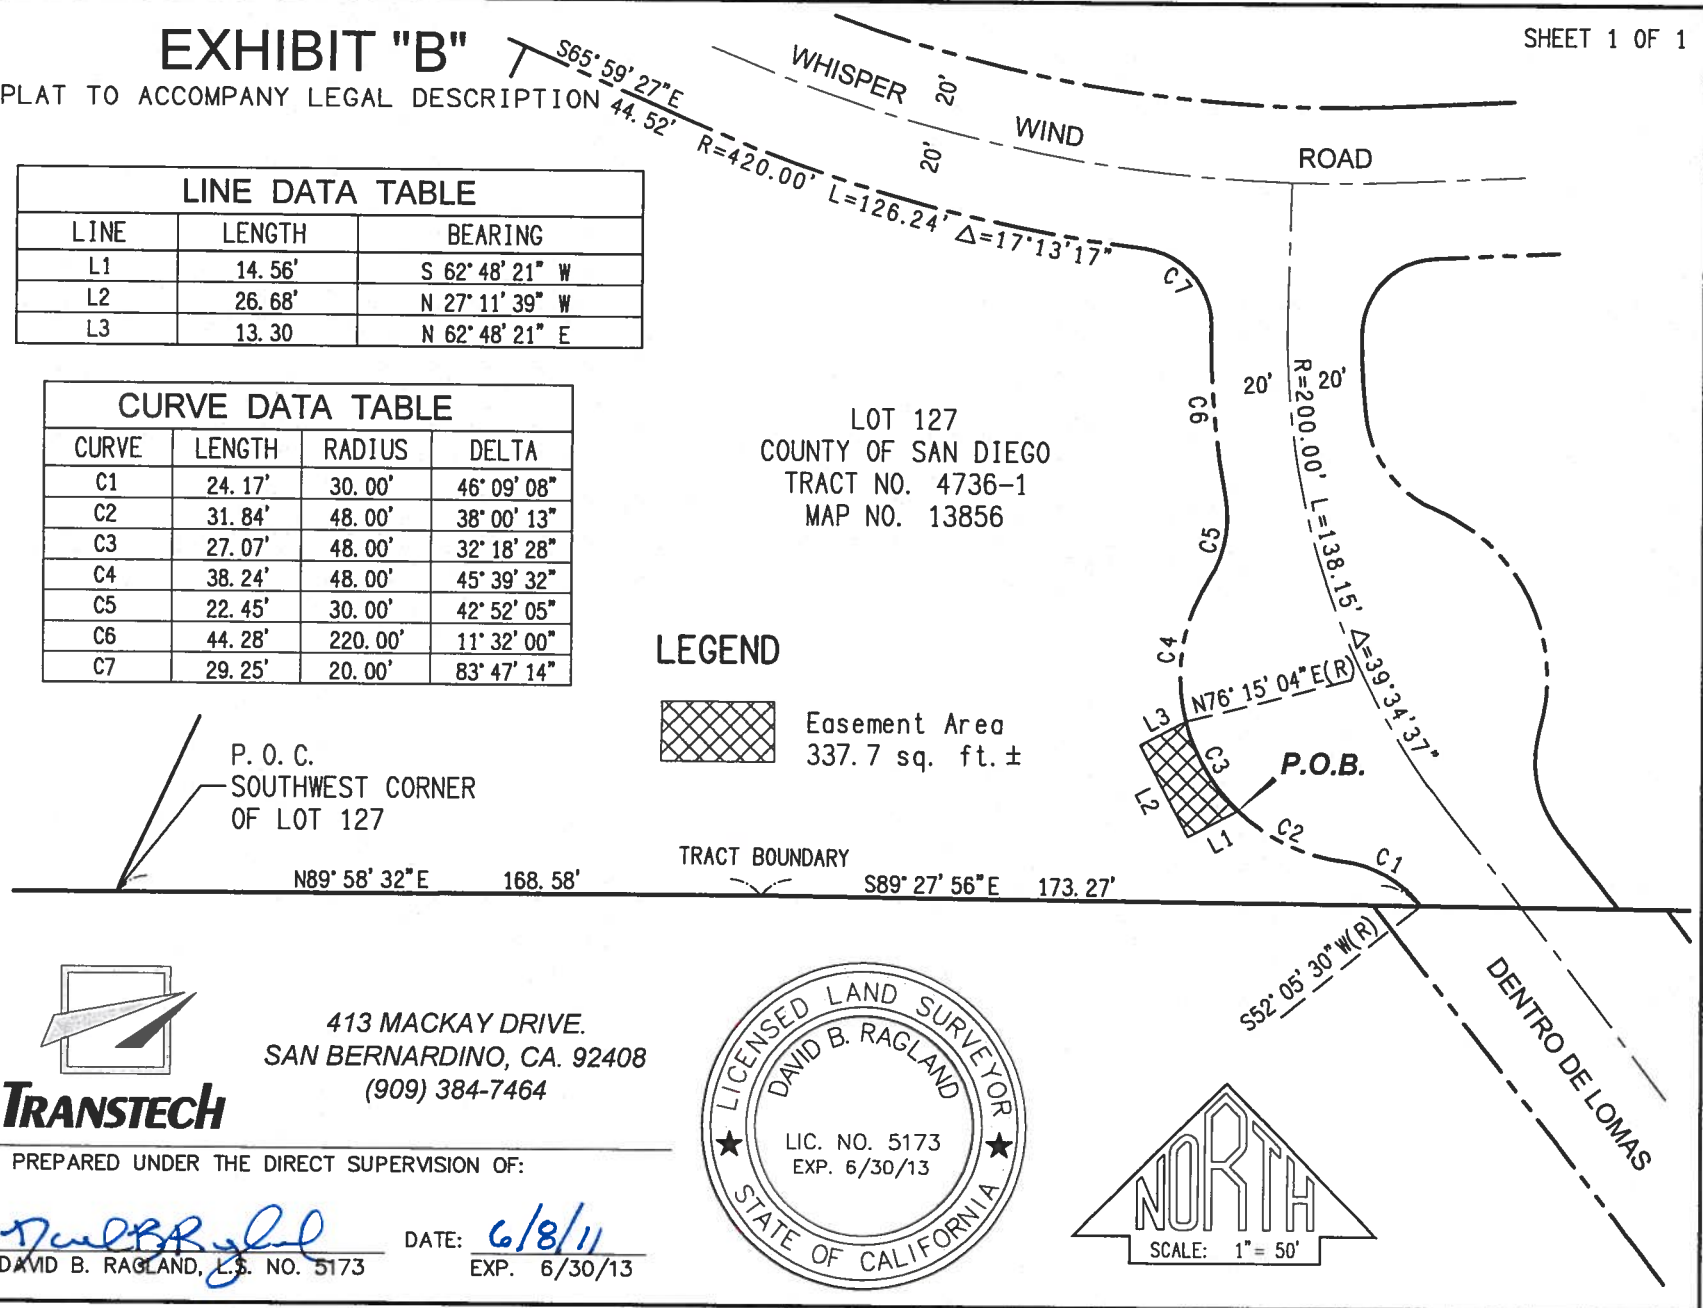 SHEET 1 OF 1
EXHIBIT "B"
PLAT TO ACCOMPANY LEGAL DESCRIPTION
S65°59'27"E
44.52'
R=420.00' L=126.24' Δ=17°13'17"
WHISPER
WIND
ROAD
20'
20'
LINE DATA TABLE
LINE LENGTH BEARING
L1 14.56' S 62°48'21" W
L2 26.68' N 27°11'39" W
L3 13.30 N 62°48'21" E
CURVE DATA TABLE
CURVE LENGTH RADIUS DELTA
C1 24.17' 30.00' 46°09'08"
C2 31.84' 48.00' 38°00'13"
C3 27.07' 48.00' 32°18'28"
C4 38.24' 48.00' 45°39'32"
C5 22.45' 30.00' 42°52'05"
C6 44.28' 220.00' 11°32'00"
C7 29.25' 20.00' 83°47'14"
LOT 127
COUNTY OF SAN DIEGO
TRACT NO. 4736-1
MAP NO. 13856
C7
20'
20'
C6
R=200.00' L=138.15' Δ=39°34'37"
C5
C4
N76°15'04"E(R)
L3
C3
L2
L1
P.O.B.
C2
C1
LEGEND
Easement Area
337.7 sq. ft.±
P.O.C.
SOUTHWEST CORNER
OF LOT 127
N89°58'32"E 168.58'
TRACT BOUNDARY
S89°27'56"E 173.27'
S52°05'30"W(R)
DENTRO DE LOMAS
TRANSTECH
413 MACKAY DRIVE.
SAN BERNARDINO, CA. 92408
(909) 384-7464
PREPARED UNDER THE DIRECT SUPERVISION OF:
DAVID B. RAGLAND, L.S. NO. 5173
DATE: 6/8/11
EXP. 6/30/13
LICENSED LAND SURVEYOR
DAVID B. RAGLAND
LIC. NO. 5173
EXP. 6/30/13
STATE OF CALIFORNIA
NORTH
SCALE: 1"= 50'